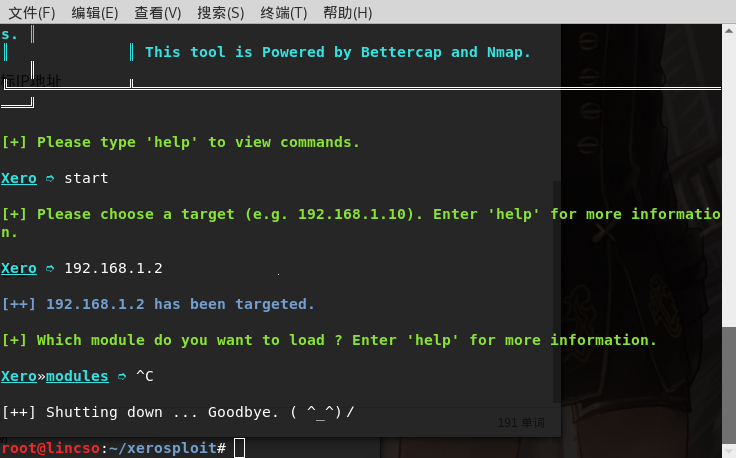 文件(F) 编辑(E) 查看(V) 搜索(S) 终端(T) 帮助(H)
s. ║
║ ║ This tool is Powered by Bettercap and Nmap.
IP地址
[+] Please type 'help' to view commands.
Xero ➮ start
[+] Please choose a target (e.g. 192.168.1.10). Enter 'help' for more informatio
n.
Xero ➮ 192.168.1.2
[++] 192.168.1.2 has been targeted.
[+] Which module do you want to load ? Enter 'help' for more information.
Xero»modules ➮ ^C
[++] Shutting down ... Goodbye. ( ^_^)/
191 单词
root@lincso:~/xerosploit#